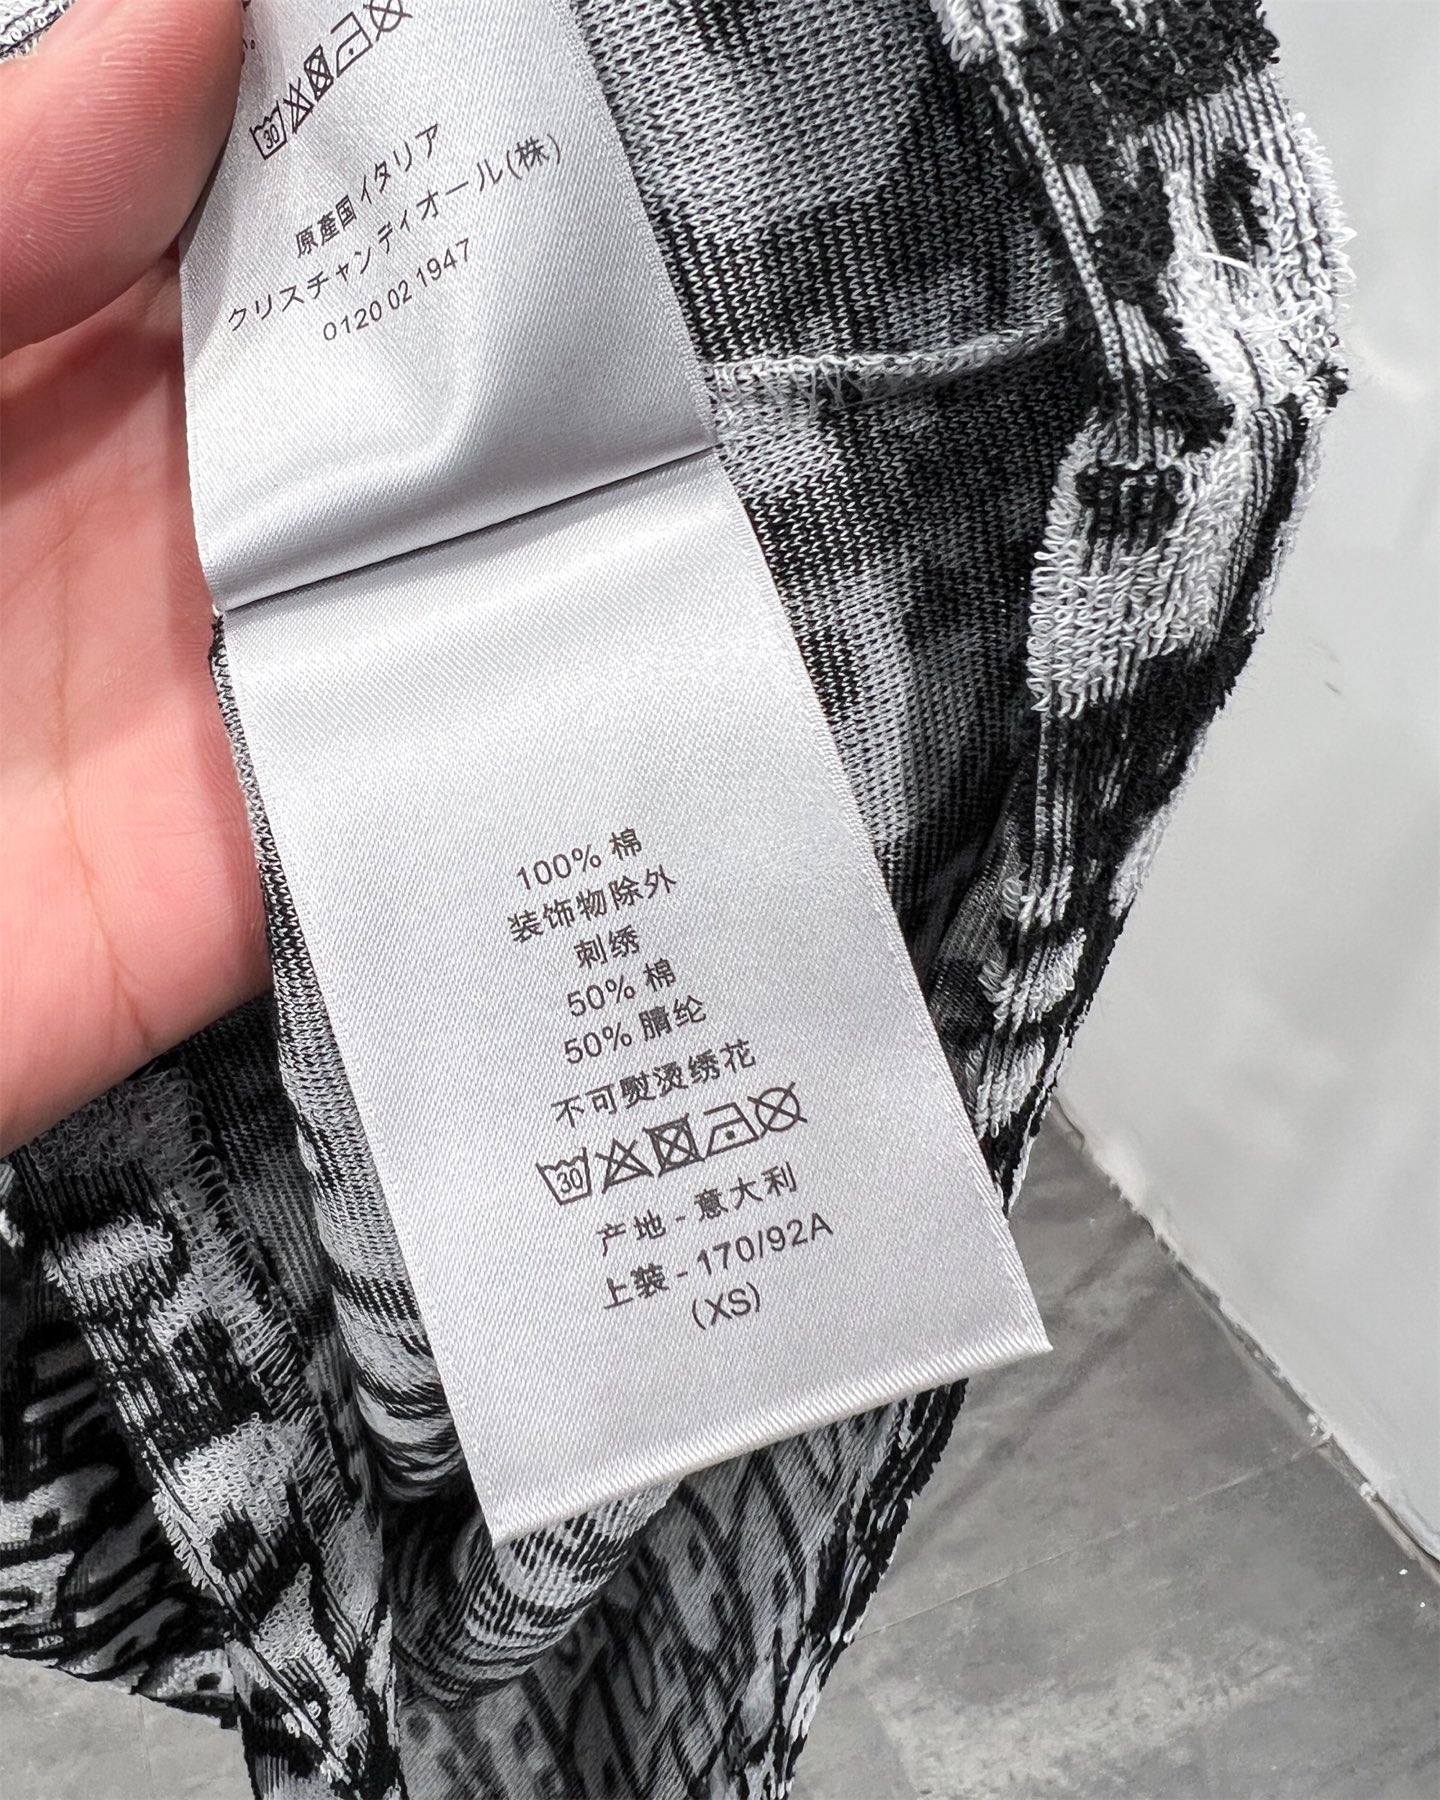 30
原産国 イタリア
クリスチャンディオール(株)
0120 02 1947
100% 棉
装饰物除外
刺绣
50% 棉
50% 腈纶
不可熨烫绣花
30
产地 - 意大利
上装 - 170/92A
(XS)